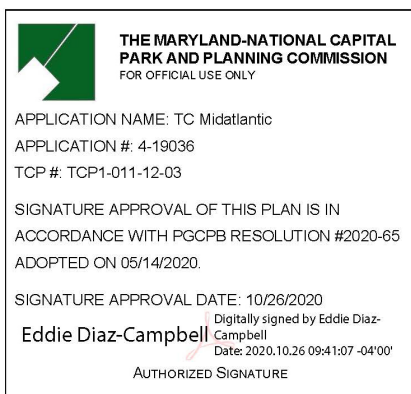 THE MARYLAND-NATIONAL CAPITAL
PARK AND PLANNING COMMISSION
FOR OFFICIAL USE ONLY
APPLICATION NAME: TC Midatlantic
APPLICATION #: 4-19036
TCP #: TCP1-011-12-03
SIGNATURE APPROVAL OF THIS PLAN IS IN
ACCORDANCE WITH PGCPB RESOLUTION #2020-65
ADOPTED ON 05/14/2020.
SIGNATURE APPROVAL DATE: 10/26/2020
Eddie Diaz-Campbell
Digitally signed by Eddie Diaz-
Campbell
Date: 2020.10.26 09:41:07 -04'00'
AUTHORIZED SIGNATURE